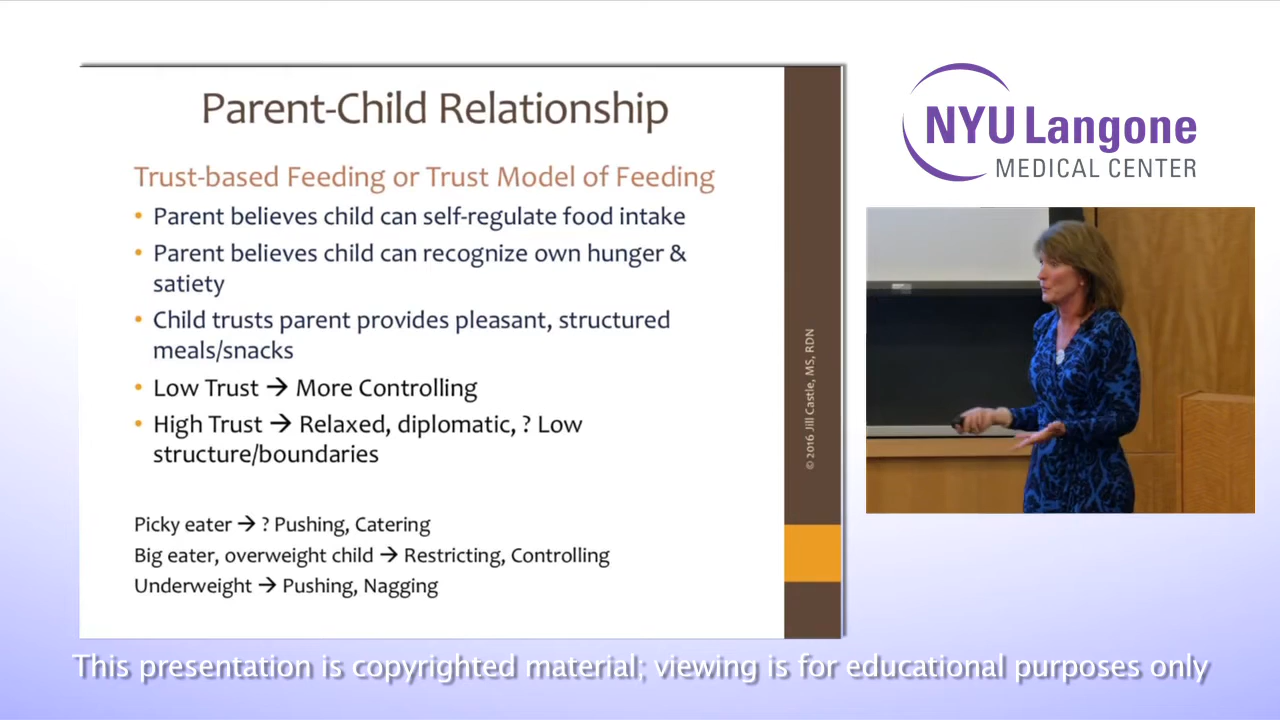 Parent-Child Relationship
Trust-based Feeding or Trust Model of Feeding
• Parent believes child can self-regulate food intake
• Parent believes child can recognize own hunger &
satiety
• Child trusts parent provides pleasant, structured
meals/snacks
• Low Trust → More Controlling
• High Trust → Relaxed, diplomatic, ? Low
structure/boundaries
Picky eater → ? Pushing, Catering
Big eater, overweight child → Restricting, Controlling
Underweight → Pushing, Nagging
© 2016 Jill Castle, MS, RDN
NYU Langone
MEDICAL CENTER
This presentation is copyrighted material; viewing is for educational purposes only